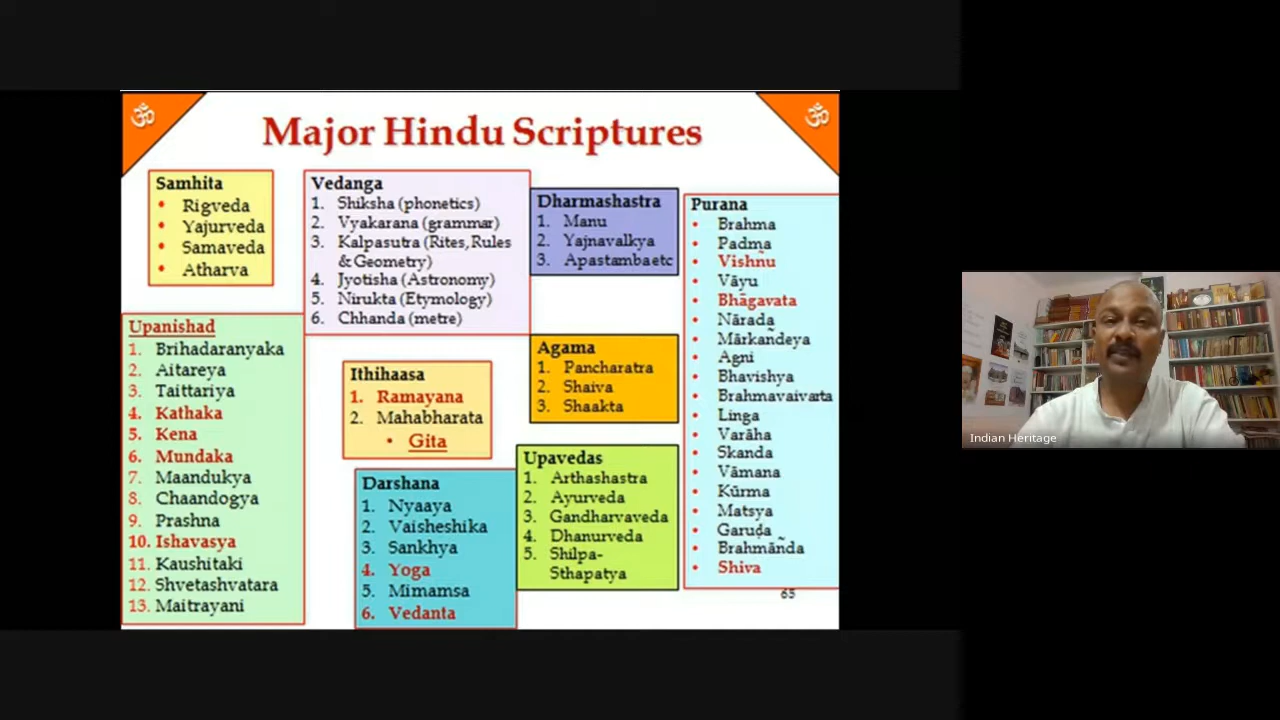 ॐ
ॐ
Major Hindu Scriptures
Samhita
• Rigveda
• Yajurveda
• Samaveda
• Atharva
Vedanga
1. Shiksha (phonetics)
2. Vyakarana (grammar)
3. Kalpasutra (Rites, Rules
& Geometry)
4. Jyotisha (Astronomy)
5. Nirukta (Etymology)
6. Chhanda (metre)
Dharmashastra
1. Manu
2. Yajnavalkya
3. Apastamba etc
Purana
• Brahma
• Padma
• Vishñu
• Vāyu
• Bhāgavata
• Nārada
• Mārkañdeya
• Agni
• Bhavishya
• Brahmavaivarta
• Linga
• Varāha
• Skanda
• Vāmana
• Kūrma
• Matsya
• Garuḍa
• Brahmāñda
• Shiva
Upanishad
1. Brihadaranyaka
2. Aitareya
3. Taittariya
4. Kathaka
5. Kena
6. Mundaka
7. Maandukya
8. Chaandogya
9. Prashna
10. Ishavasya
11. Kaushitaki
12. Shvetashvatara
13. Maitrayani
Ithihaasa
1. Ramayana
2. Mahabharata
• Gita
Agama
1. Pancharatra
2. Shaiva
3. Shaakta
Darshana
1. Nyaaya
2. Vaisheshika
3. Sankhya
4. Yoga
5. Mimamsa
6. Vedanta
Upavedas
1. Arthashastra
2. Ayurveda
3. Gandharvaveda
4. Dhanurveda
5. Shilpa-
Sthapatya
65
Indian Heritage